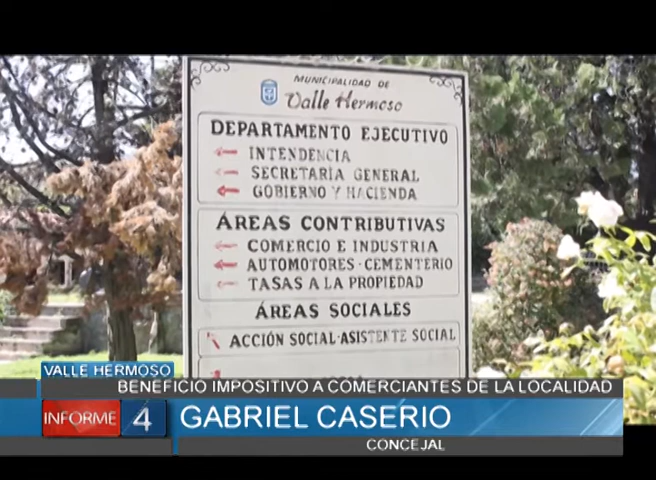 MUNICIPALIDAD DE
Valle Hermoso
DEPARTAMENTO EJECUTIVO
INTENDENCIA
SECRETARÍA GENERAL
GOBIERNO Y HACIENDA
ÁREAS CONTRIBUTIVAS
COMERCIO E INDUSTRIA
AUTOMOTORES-CEMENTERIO
TASAS A LA PROPIEDAD
ÁREAS SOCIALES
ACCIÓN SOCIAL-ASISTENTE SOCIAL
VALLE HERMOSO
BENEFICIO IMPOSITIVO A COMERCIANTES DE LA LOCALIDAD
INFORME 4
GABRIEL CASERIO
CONCEJAL